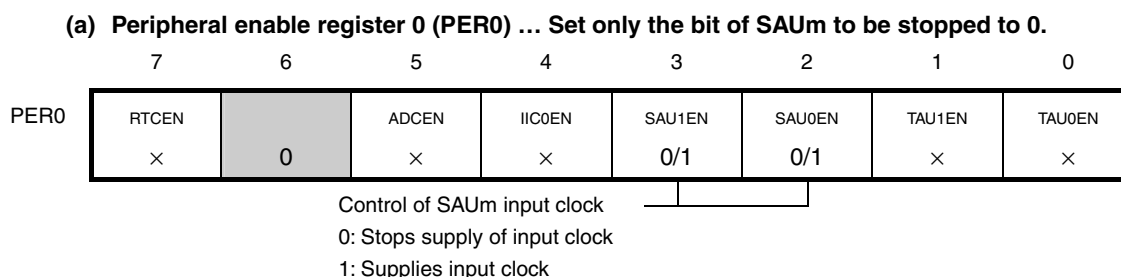 (a) Peripheral enable register 0 (PER0) … Set only the bit of SAUm to be stopped to 0.
7 6 5 4 3 2 1 0
PER0 RTCEN ADCEN IIC0EN SAU1EN SAU0EN TAU1EN TAU0EN
× 0 × × 0/1 0/1 × ×
Control of SAUm input clock
0: Stops supply of input clock
1: Supplies input clock